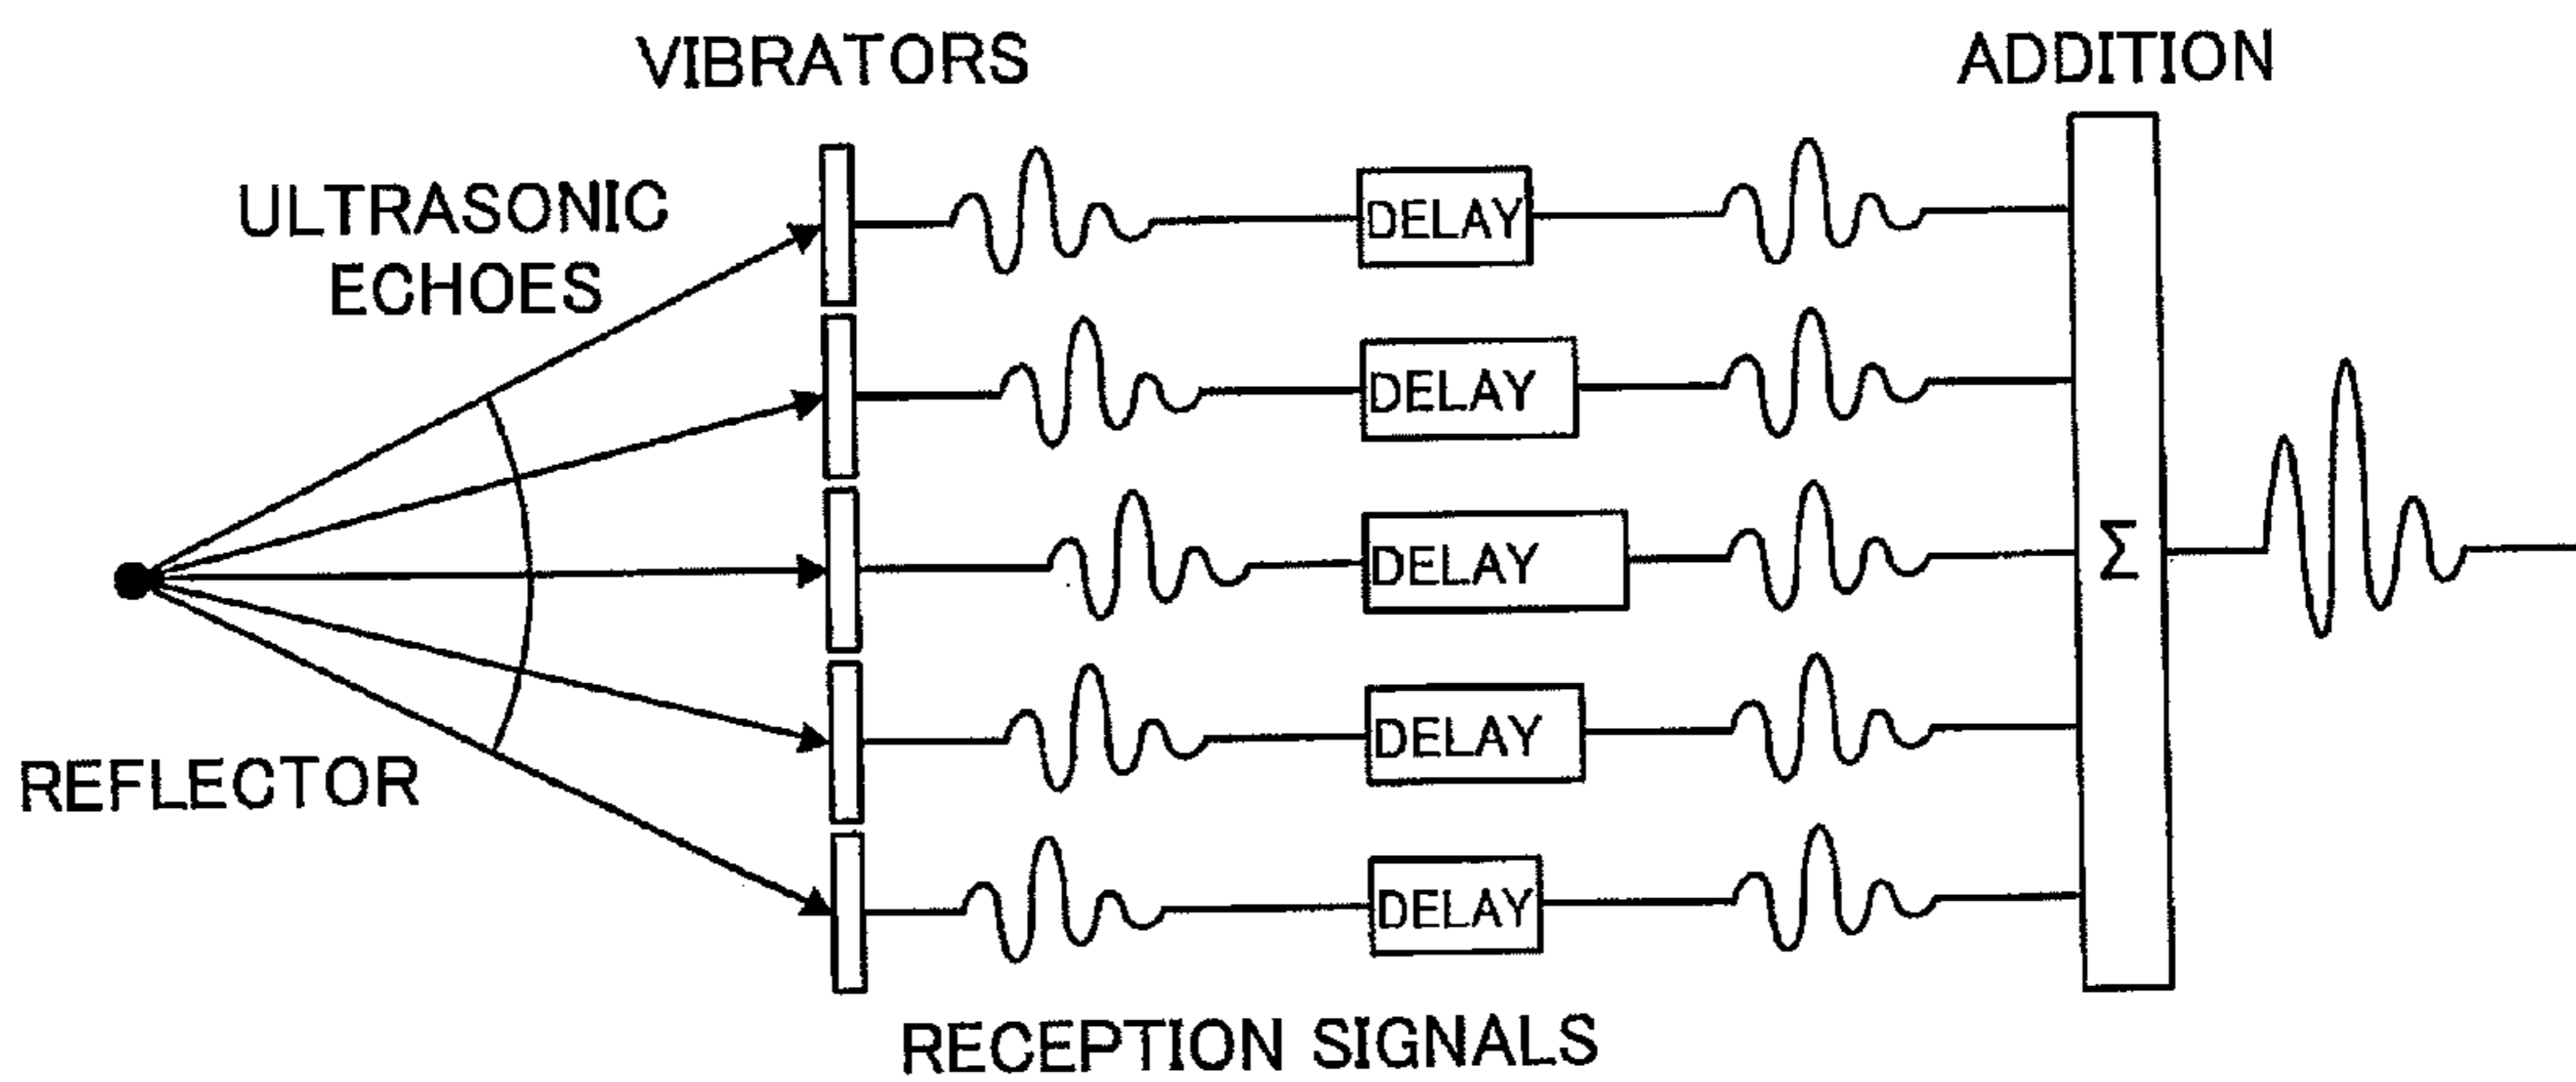 VIBRATORS
ADDITION
ULTRASONIC
ECHOES
DELAY
DELAY
DELAY
Σ
DELAY
REFLECTOR
DELAY
RECEPTION SIGNALS